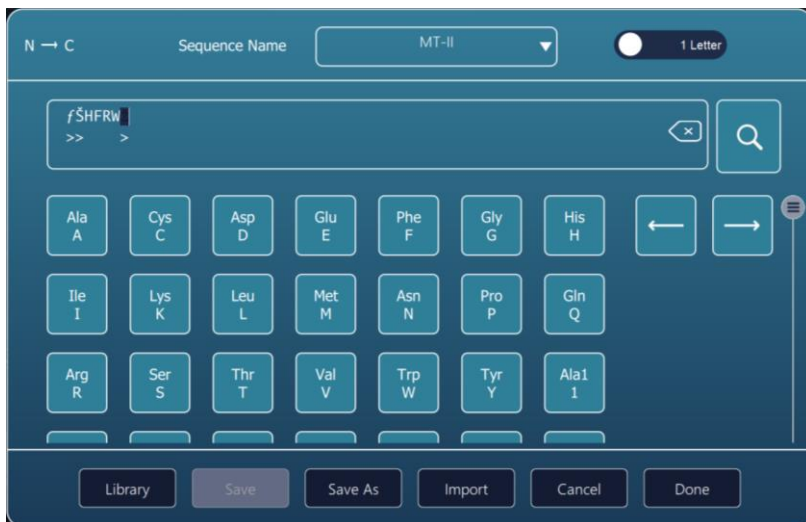 N → C
Sequence Name
MT-II
1 Letter
ƒŠHFRW
>> >
Ala
A
Cys
C
Asp
D
Glu
E
Phe
F
Gly
G
His
H
Ile
I
Lys
K
Leu
L
Met
M
Asn
N
Pro
P
Gln
Q
Arg
R
Ser
S
Thr
T
Val
V
Trp
W
Tyr
Y
Ala1
1
Library
Save
Save As
Import
Cancel
Done